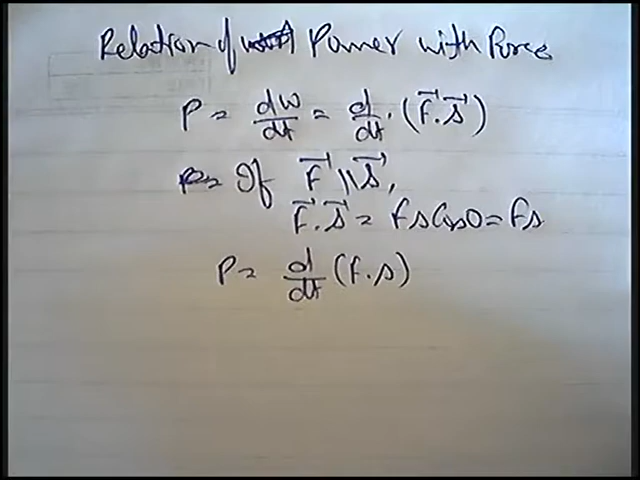 Relation of Power with Force
P = dW/dt = d/dt · (F⃗.s⃗)
P= If F⃗ || s⃗,
F⃗.s⃗ = Fs Cos0 = Fs
P= d/dt (F.s)